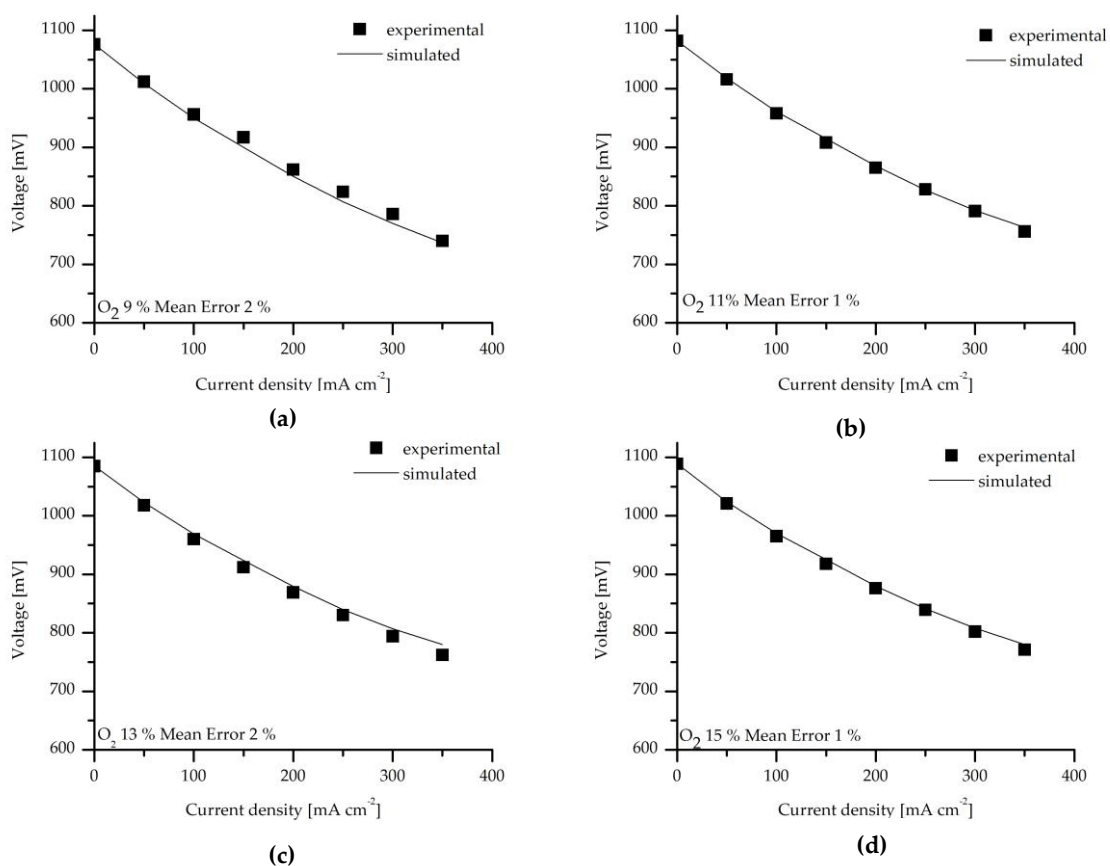 1100
1000
900
800
700
600
Voltage [mV]
experimental
simulated
O₂ 9 % Mean Error 2 %
0 100 200 300 400
Current density [mA cm⁻²]
(a)
1100
1000
900
800
700
600
Voltage [mV]
experimental
simulated
O₂ 11% Mean Error 1 %
0 100 200 300 400
Current density [mA cm⁻²]
(b)
1100
1000
900
800
700
600
Voltage [mV]
experimental
simulated
O₂ 13 % Mean Error 2 %
0 100 200 300 400
Current density [mA cm⁻²]
(c)
1100
1000
900
800
700
600
Voltage [mV]
experimental
simulated
O₂ 15 % Mean Error 1 %
0 100 200 300 400
Current density [mA cm⁻²]
(d)